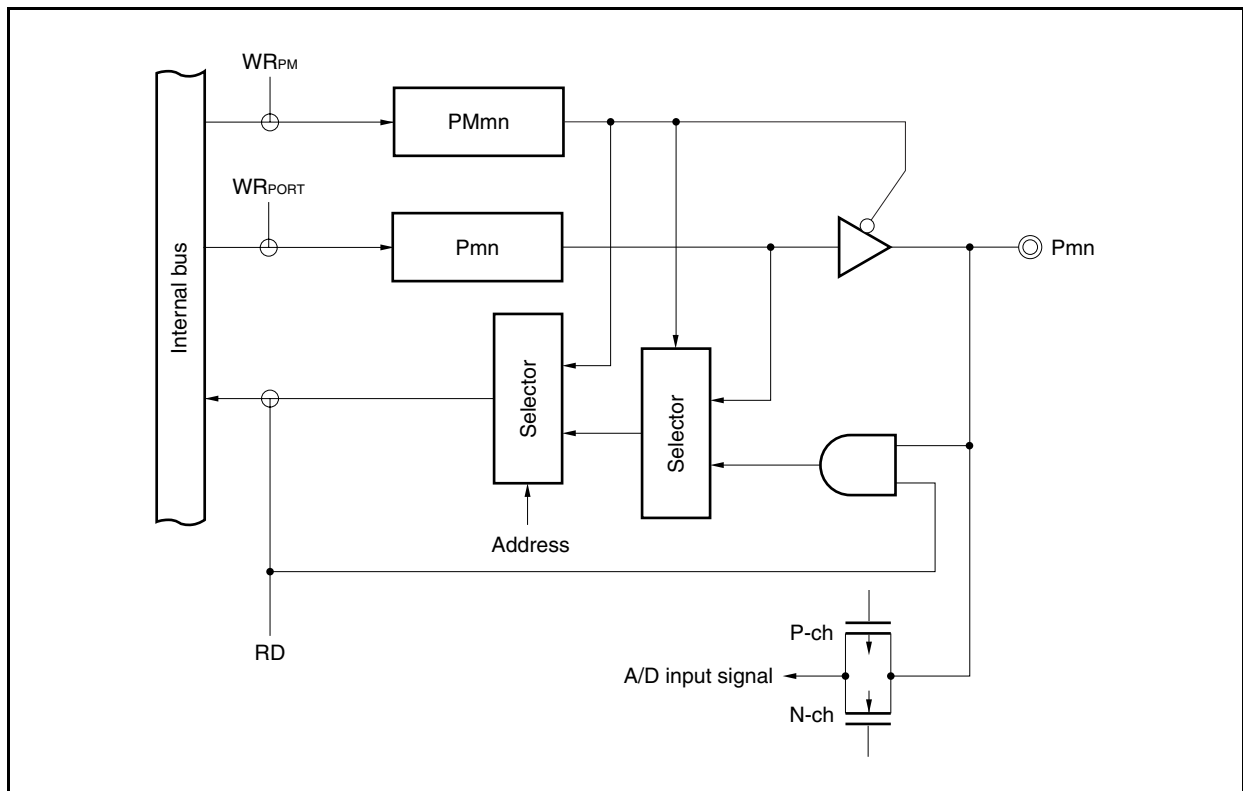 WRPM
PMmn
WRPORT
Pmn
Pmn
Internal bus
Selector
Selector
Address
RD
P-ch
A/D input signal
N-ch